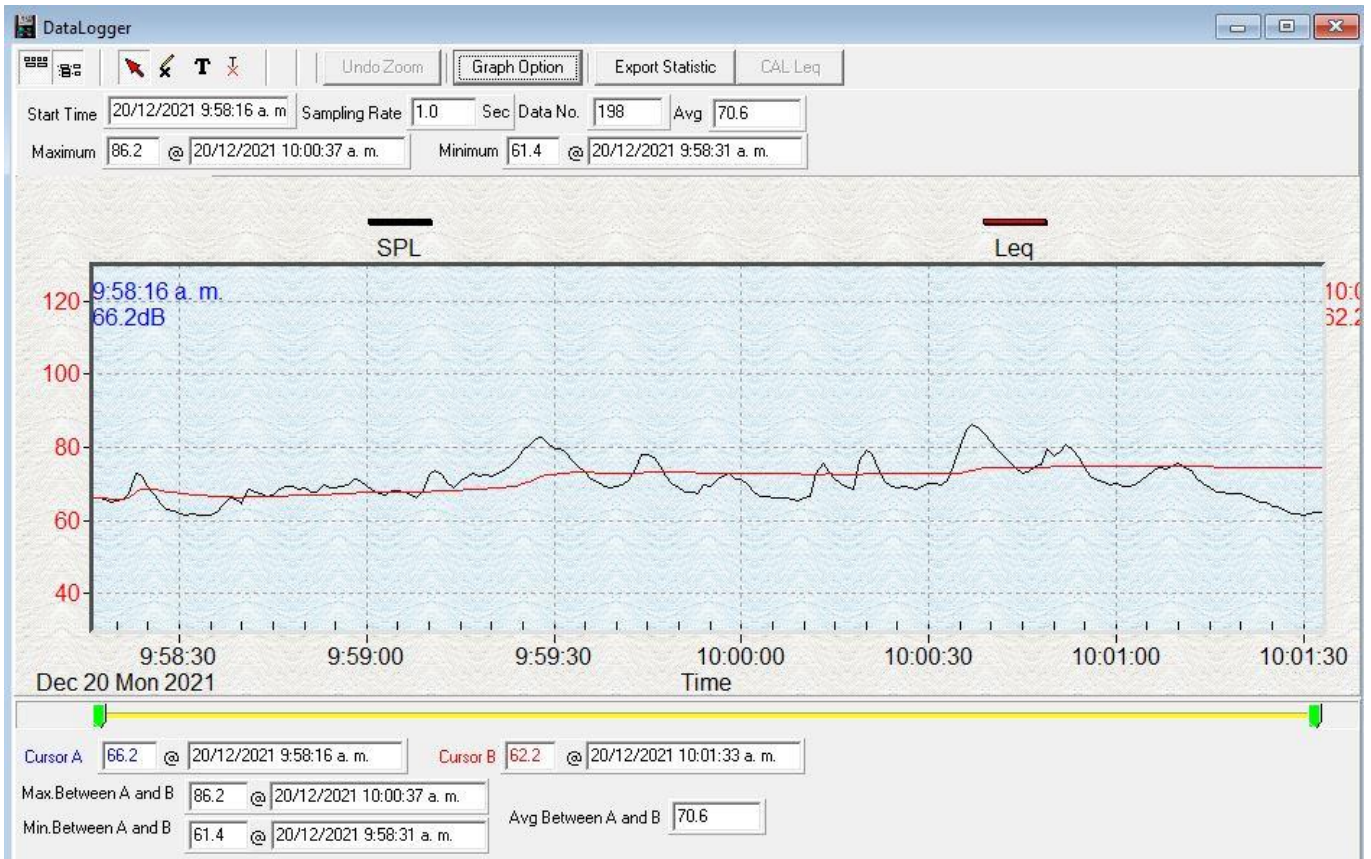 DataLogger
T T x Undo Zoom Graph Option Export Statistic CAL Leq
Start Time 20/12/2021 9:58:16 a. m Sampling Rate 1.0 Sec Data No. 198 Avg 70.6
Maximum 86.2 @ 20/12/2021 10:00:37 a. m. Minimum 61.4 @ 20/12/2021 9:58:31 a. m.
SPL Leq
9:58:16 a. m. 10:0
66.2dB 62.2
120
100
80
60
40
9:58:30 9:59:00 9:59:30 10:00:00 10:00:30 10:01:00 10:01:30
Dec 20 Mon 2021 Time
Cursor A 66.2 @ 20/12/2021 9:58:16 a. m. Cursor B 62.2 @ 20/12/2021 10:01:33 a. m.
Max.Between A and B 86.2 @ 20/12/2021 10:00:37 a. m.
Avg Between A and B 70.6
Min.Between A and B 61.4 @ 20/12/2021 9:58:31 a. m.